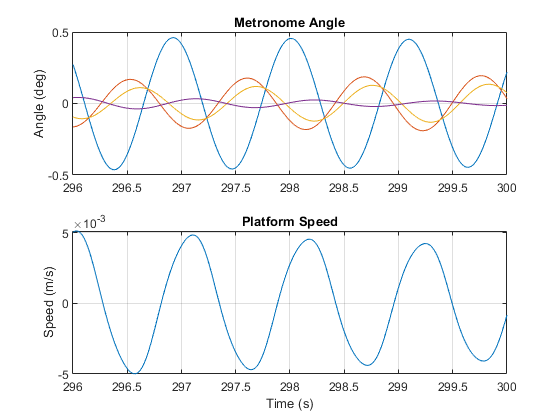 Metronome Angle
0.5
0
-0.5
Angle (deg)
296 296.5 297 297.5 298 298.5 299 299.5 300
×10⁻³
Platform Speed
5
0
-5
Speed (m/s)
296 296.5 297 297.5 298 298.5 299 299.5 300
Time (s)